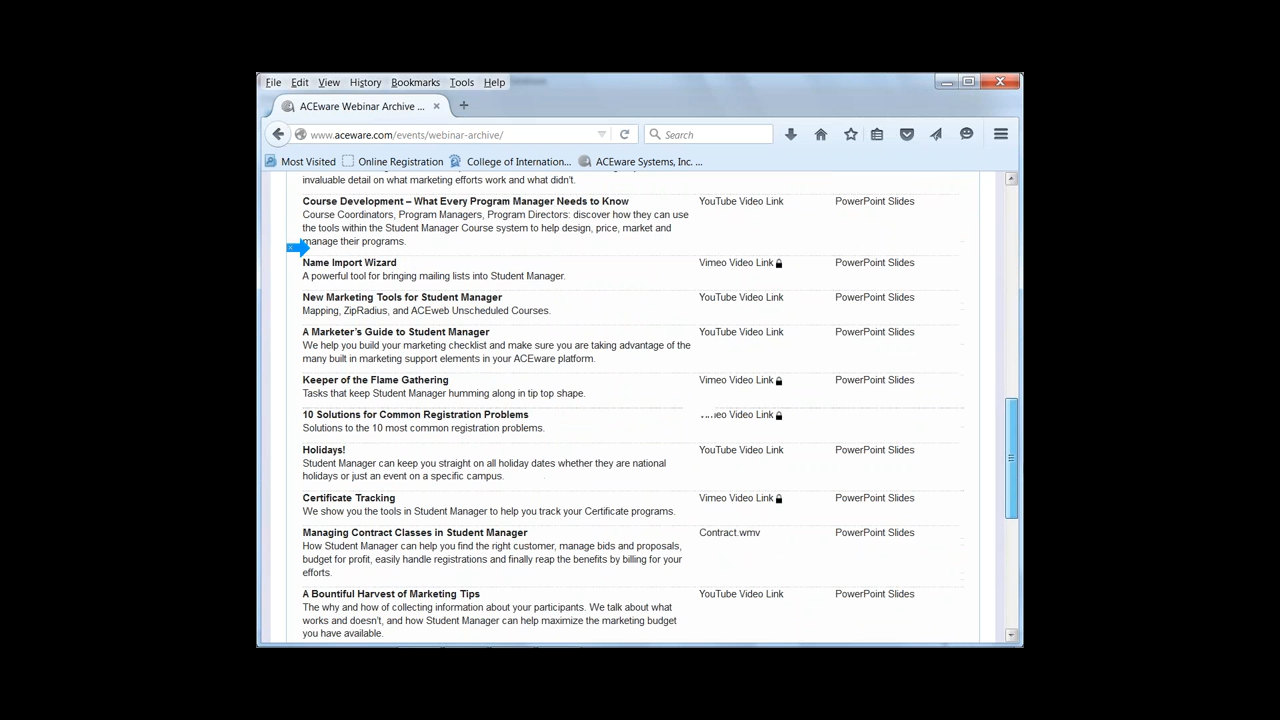 File Edit View History Bookmarks Tools Help
ACEware Webinar Archive ...
www.aceware.com/events/webinar-archive/ Search
Most Visited Online Registration College of Internation... ACEware Systems, Inc. ...
invaluable detail on what marketing efforts work and what didn't.
Course Development – What Every Program Manager Needs to Know YouTube Video Link PowerPoint Slides
Course Coordinators, Program Managers, Program Directors: discover how they can use
the tools within the Student Manager Course system to help design, price, market and
manage their programs.
Name Import Wizard Vimeo Video Link PowerPoint Slides
A powerful tool for bringing mailing lists into Student Manager.
New Marketing Tools for Student Manager YouTube Video Link PowerPoint Slides
Mapping, ZipRadius, and ACEweb Unscheduled Courses.
A Marketer's Guide to Student Manager YouTube Video Link PowerPoint Slides
We help you build your marketing checklist and make sure you are taking advantage of the
many built in marketing support elements in your ACEware platform.
Keeper of the Flame Gathering Vimeo Video Link PowerPoint Slides
Tasks that keep Student Manager humming along in tip top shape.
10 Solutions for Common Registration Problems Vimeo Video Link
Solutions to the 10 most common registration problems.
Holidays! YouTube Video Link PowerPoint Slides
Student Manager can keep you straight on all holiday dates whether they are national
holidays or just an event on a specific campus.
Certificate Tracking Vimeo Video Link PowerPoint Slides
We show you the tools in Student Manager to help you track your Certificate programs.
Managing Contract Classes in Student Manager Contract.wmv PowerPoint Slides
How Student Manager can help you find the right customer, manage bids and proposals,
budget for profit, easily handle registrations and finally reap the benefits by billing for your
efforts.
A Bountiful Harvest of Marketing Tips YouTube Video Link PowerPoint Slides
The why and how of collecting information about your participants. We talk about what
works and doesn't, and how Student Manager can help maximize the marketing budget
you have available.